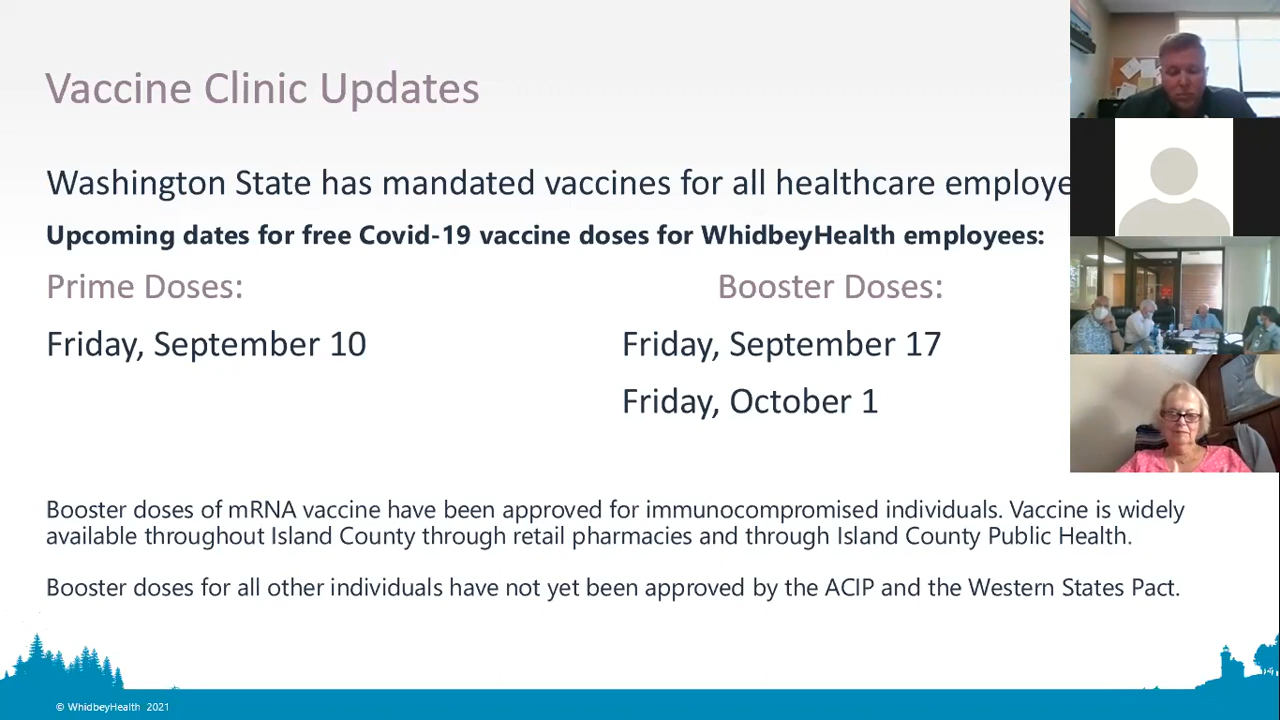 Vaccine Clinic Updates
Washington State has mandated vaccines for all healthcare employe
Upcoming dates for free Covid-19 vaccine doses for WhidbeyHealth employees:
Prime Doses:
Booster Doses:
Friday, September 10
Friday, September 17
Friday, October 1
Booster doses of mRNA vaccine have been approved for immunocompromised individuals. Vaccine is widely
available throughout Island County through retail pharmacies and through Island County Public Health.
Booster doses for all other individuals have not yet been approved by the ACIP and the Western States Pact.
© WhidbeyHealth 2021